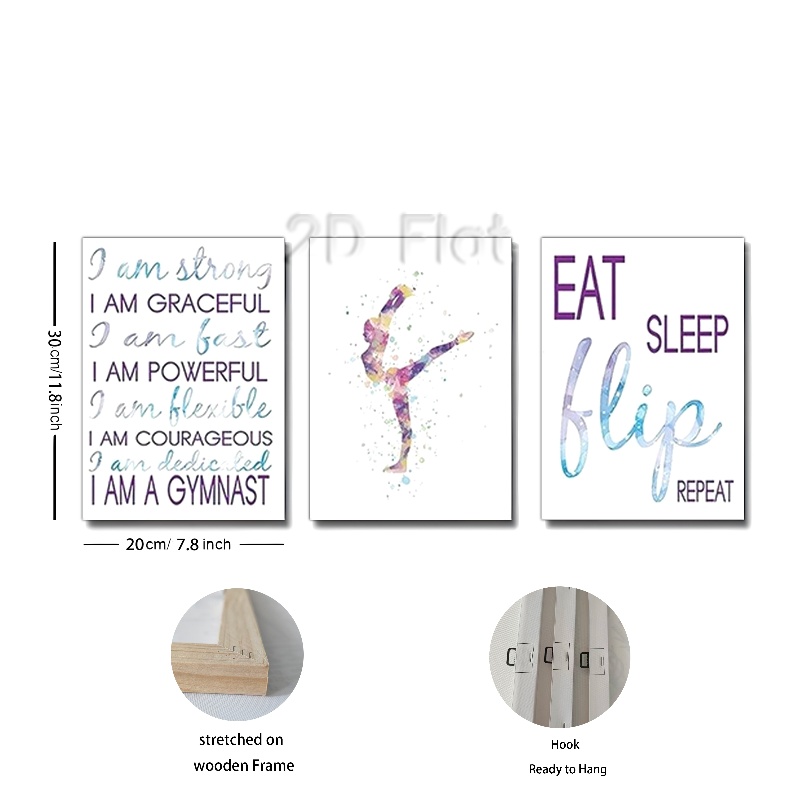 2D Flat
I am strong
I AM GRACEFUL
I am fast
I AM POWERFUL
I am flexible
I AM COURAGEOUS
I am dedicated
I AM A GYMNAST
EAT
SLEEP
flip
REPEAT
30cm/11.8inch
20cm/ 7.8 inch
stretched on
wooden Frame
Hook
Ready to Hang